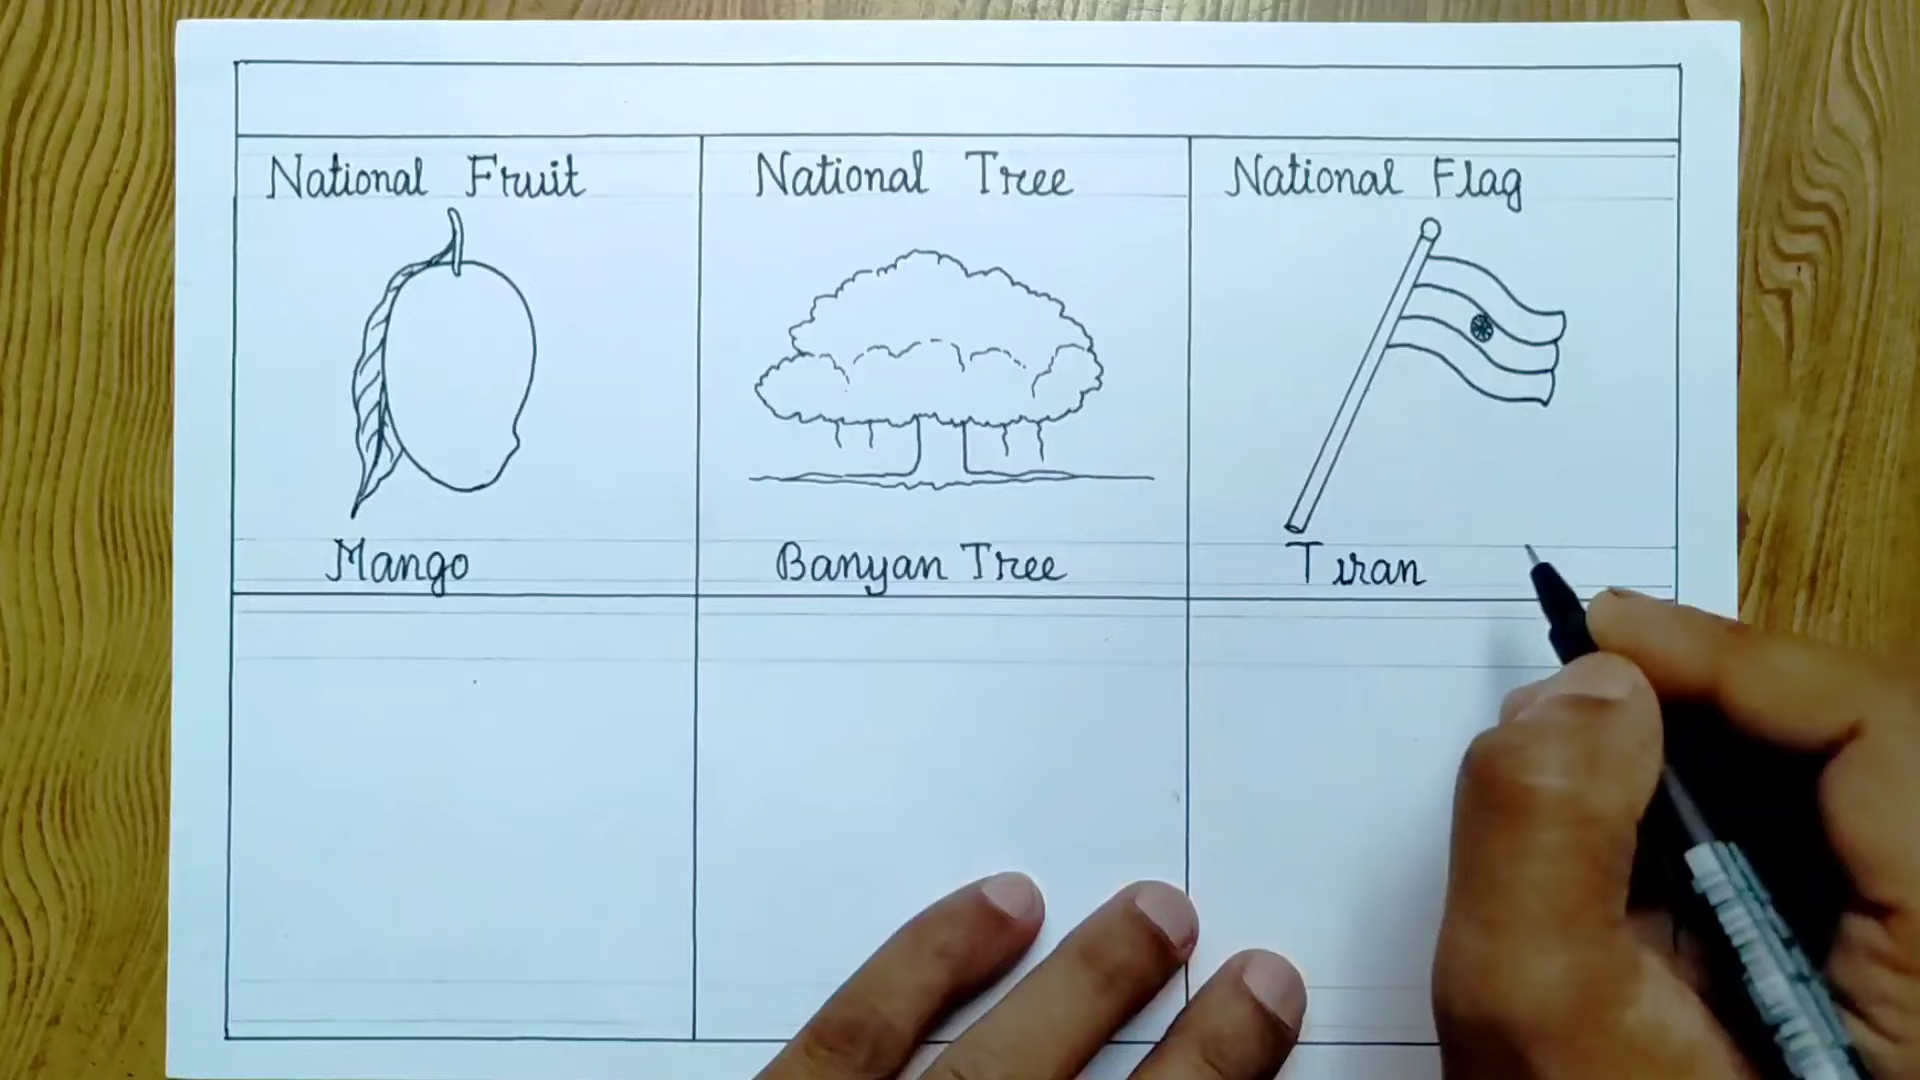 National Fruit
National Tree
National Flag
Mango
Banyan Tree
Tiran